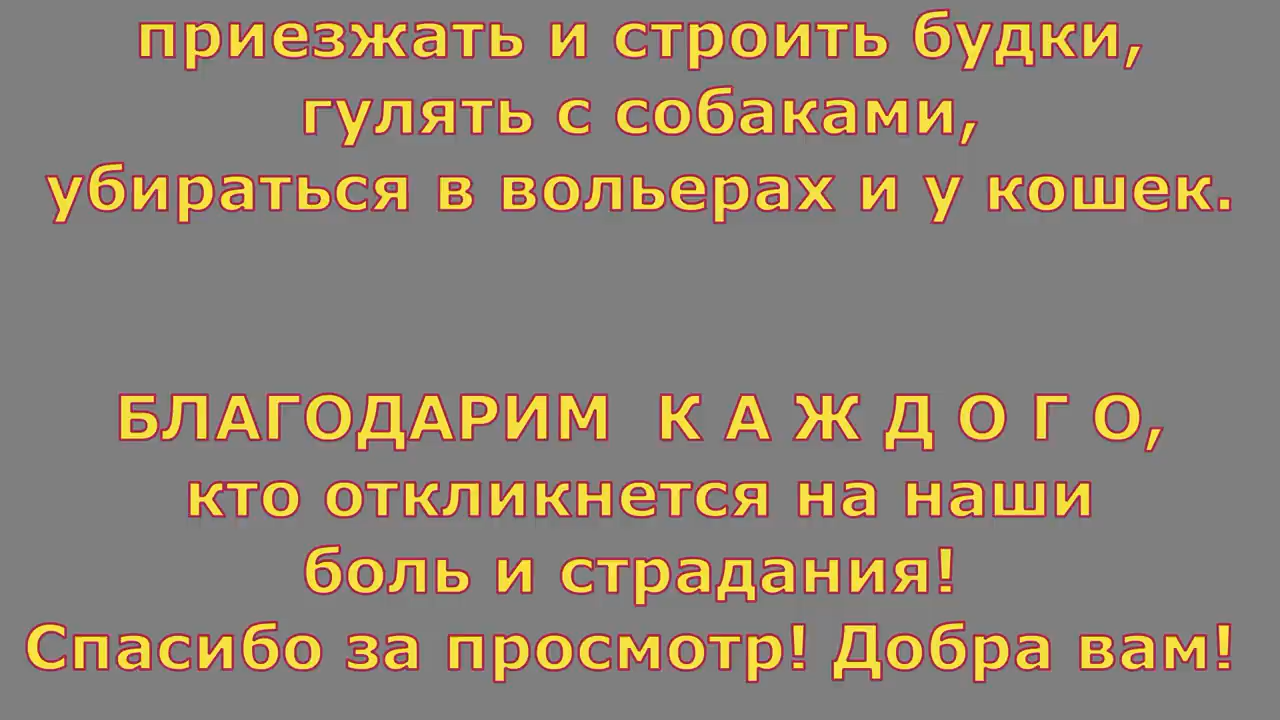 приезжать и строить будки,
гулять с собаками,
убираться в вольерах и у кошек.
БЛАГОДАРИМ К А Ж Д О Г О,
кто откликнется на наши
боль и страдания!
Спасибо за просмотр! Добра вам!